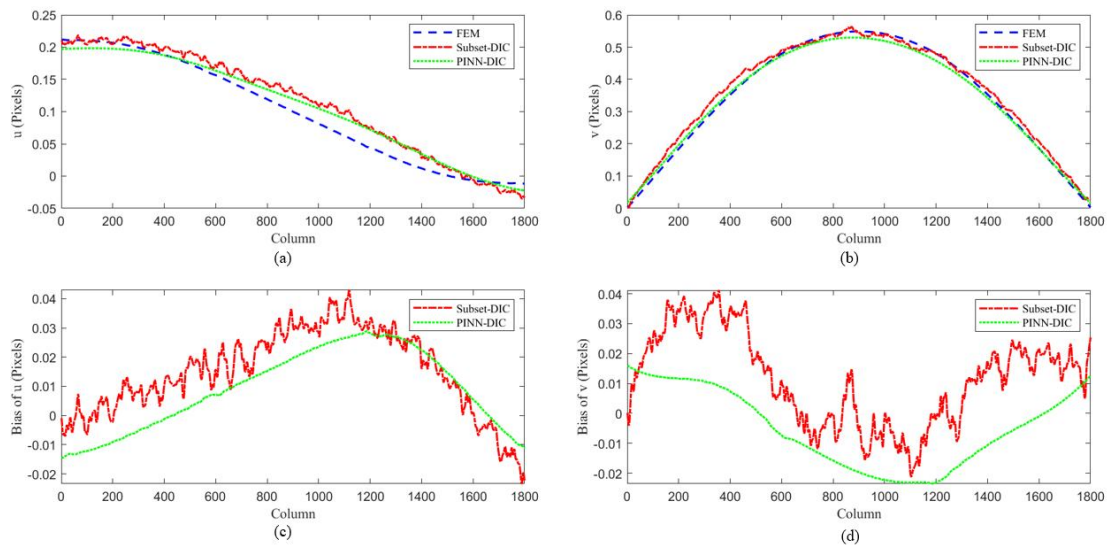 0.25
0.2
0.15
0.1
0.05
0
-0.05
u (Pixels)
FEM
Subset-DIC
PINN-DIC
0 200 400 600 800 1000 1200 1400 1600 1800
Column
(a)
0.6
0.5
0.4
0.3
0.2
0.1
0
v (Pixels)
FEM
Subset-DIC
PINN-DIC
0 200 400 600 800 1000 1200 1400 1600 1800
Column
(b)
0.04
0.03
0.02
0.01
0
-0.01
-0.02
Bias of u (Pixels)
Subset-DIC
PINN-DIC
0 200 400 600 800 1000 1200 1400 1600 1800
Column
(c)
0.04
0.03
0.02
0.01
0
-0.01
-0.02
Bias of v (Pixels)
Subset-DIC
PINN-DIC
0 200 400 600 800 1000 1200 1400 1600 1800
Column
(d)